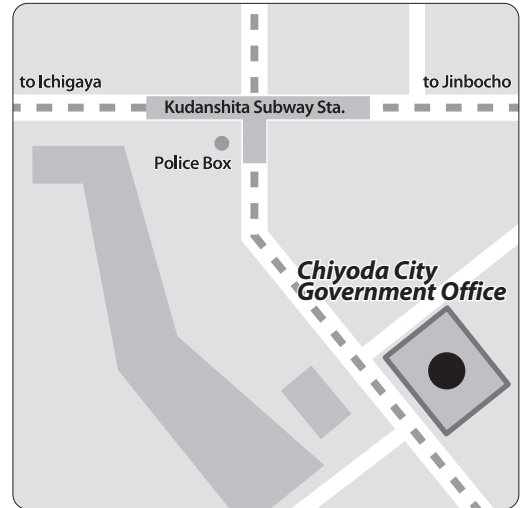 to Ichigaya
to Jinbocho
Kudanshita Subway Sta.
Police Box
Chiyoda City
Government Office